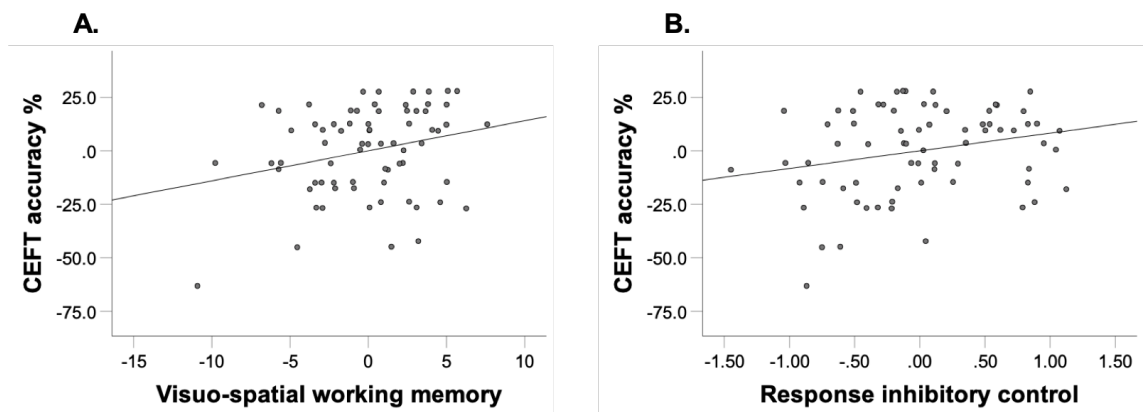 A.
CEFT accuracy %
25.0
.0
-25.0
-50.0
-75.0
-15 -10 -5 0 5 10
Visuo-spatial working memory
B.
CEFT accuracy %
25.0
.0
-25.0
-50.0
-75.0
-1.50 -1.00 -.50 .00 .50 1.00 1.50
Response inhibitory control